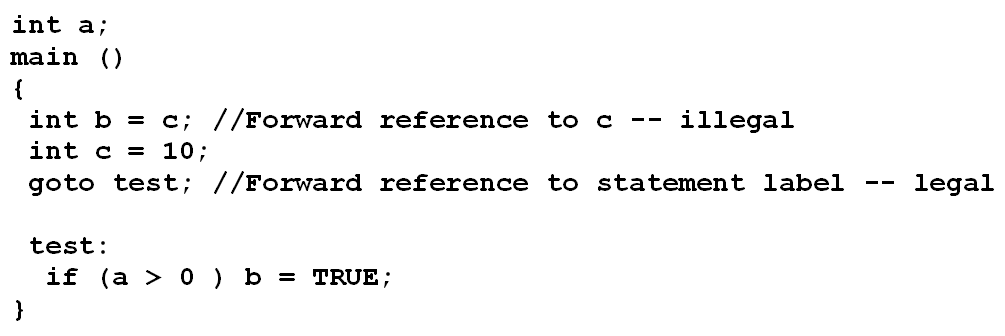 int a;
main ()
{
int b = c; //Forward reference to c -- illegal
int c = 10;
goto test; //Forward reference to statement label -- legal
test:
if (a > 0 ) b = TRUE;
}